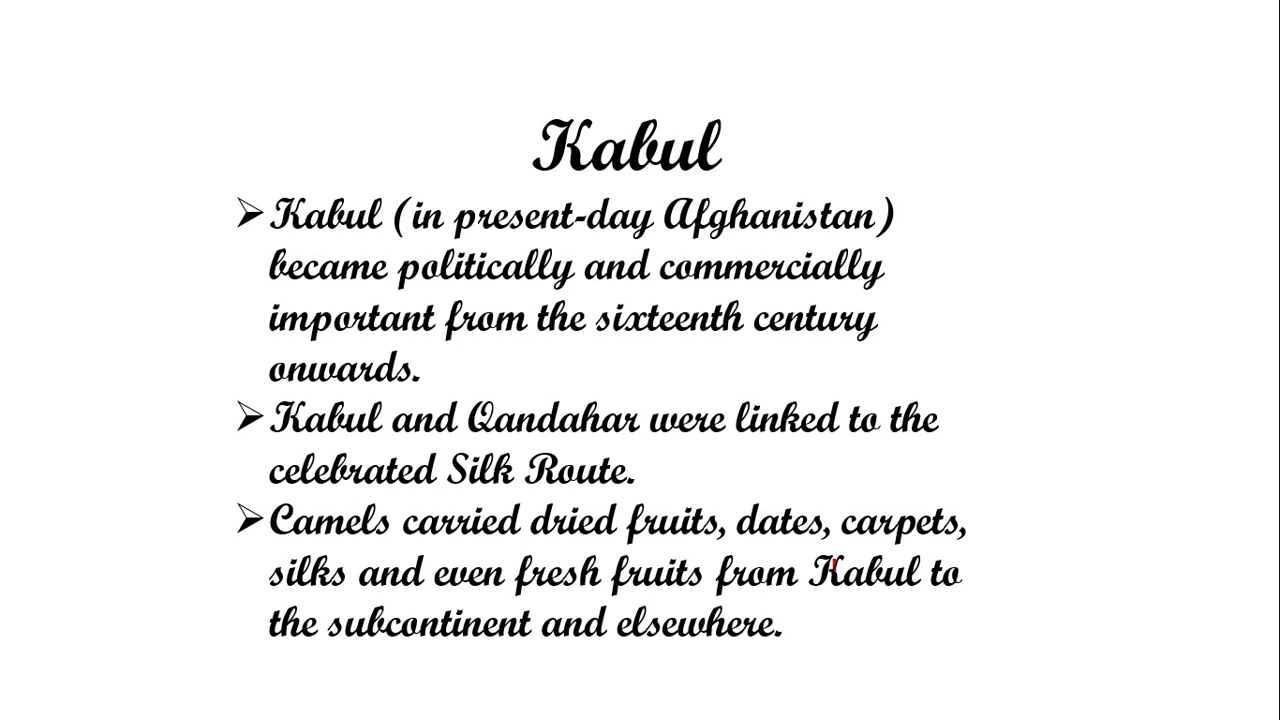 Kabul
➢Kabul (in present-day Afghanistan)
became politically and commercially
important from the sixteenth century
onwards.
➢Kabul and Qandahar were linked to the
celebrated Silk Route.
➢Camels carried dried fruits, dates, carpets,
silks and even fresh fruits from Kabul to
the subcontinent and elsewhere.